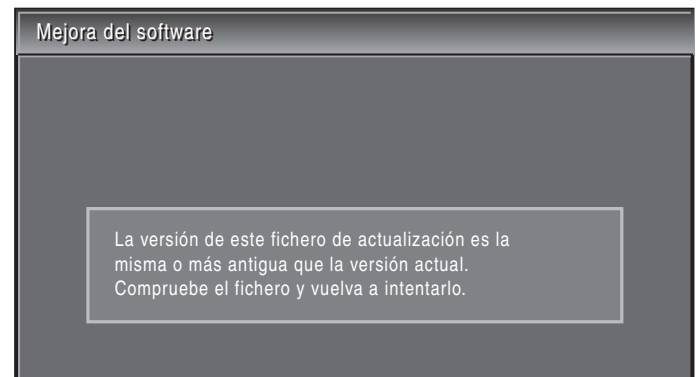 Mejora del software
La versión de este fichero de actualización es la
misma o más antigua que la versión actual.
Compruebe el fichero y vuelva a intentarlo.